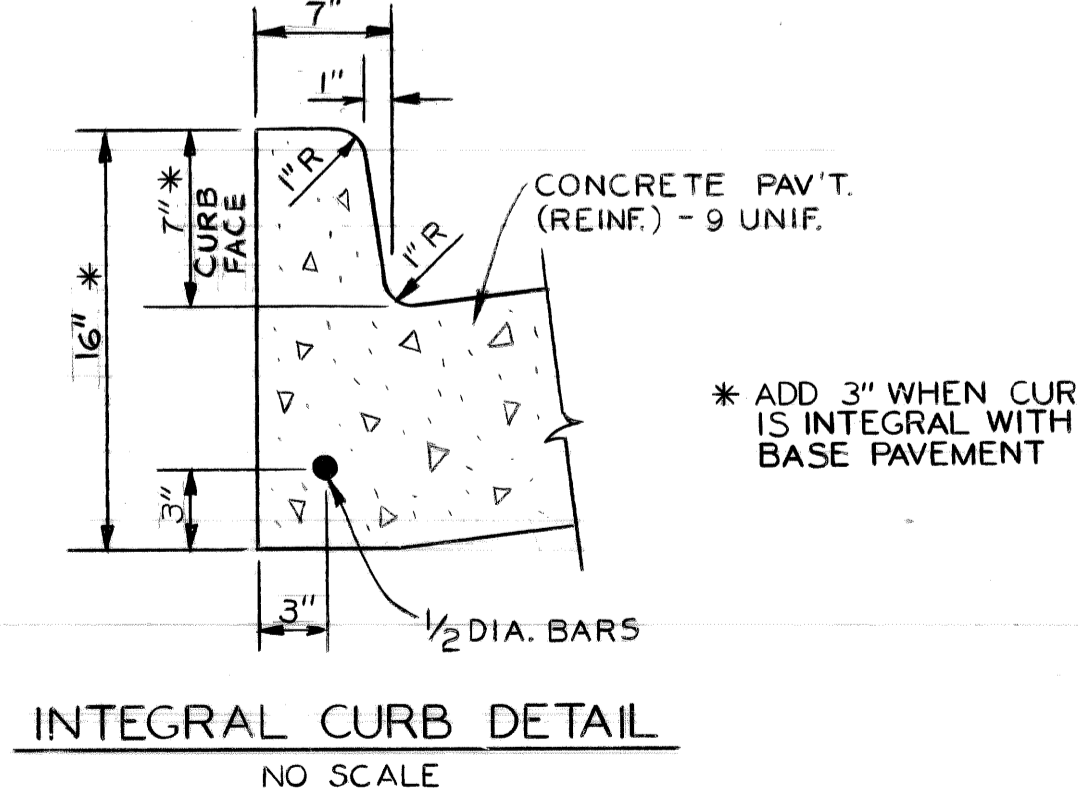 7"
1"
1" R
7" *
CURB
FACE
1" R
16" *
CONCRETE PAV'T.
(REINF.) - 9 UNIF.
* ADD 3" WHEN CUR
IS INTEGRAL WITH
BASE PAVEMENT
3"
3"
1/2 DIA. BARS
INTEGRAL CURB DETAIL
NO SCALE